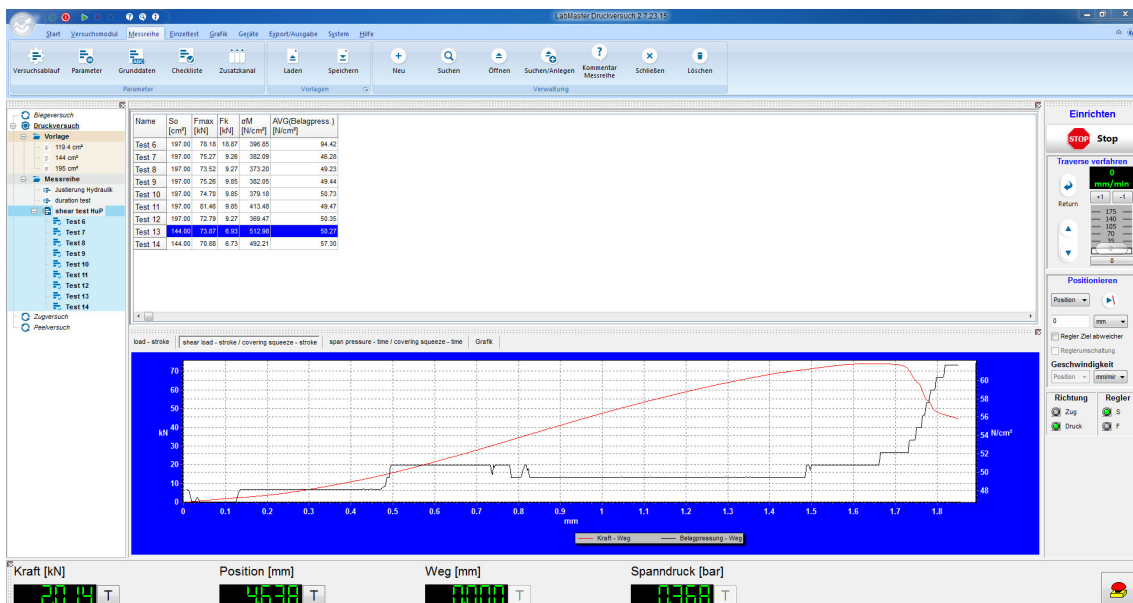 LabMaster Druckversuch 2.7.23.15
Start Versuchsmodul Messreihe Einzeltest Grafik Geräte Export/Ausgabe System Hilfe
Versuchsablauf Parameter Grunddaten Checkliste Zusatzkanal Laden Speichern Neu Suchen Öffnen Suchen/Anlegen Kommentar Messreihe Schließen Löschen
Parameter Vorlagen Verwaltung
Biegeversuch
Druckversuch
Vorlage
119.4 cm²
144 cm²
195 cm²
Messreihe
Justierung Hydraulik
duration test
shear test HuP
Test 6
Test 7
Test 8
Test 9
Test 10
Test 11
Test 12
Test 13
Test 14
Zugversuch
Peelversuch
Name So Fmax Fk σM AVG(Belagpress.)
[cm²] [kN] [kN] [N/cm²] [N/cm²]
Test 6 197.00 78.18 18.87 396.85 94.42
Test 7 197.00 75.27 9.26 382.09 46.28
Test 8 197.00 73.52 9.27 373.20 49.23
Test 9 197.00 75.26 9.85 382.05 49.44
Test 10 197.00 74.70 9.85 379.18 50.73
Test 11 197.00 81.46 9.85 413.48 49.47
Test 12 197.00 72.79 9.27 369.47 50.35
Test 13 144.00 73.87 6.93 512.98 50.27
Test 14 144.00 70.88 6.73 492.21 57.30
load - stroke shear load - stroke / covering squeeze - stroke span pressure - time / covering squeeze - time Grafik
70
60
50
kN
40
30
20
10
0
60
58
56
54 N/cm²
52
50
48
0 0.1 0.2 0.3 0.4 0.5 0.6 0.7 0.8 0.9 1 1.1 1.2 1.3 1.4 1.5 1.6 1.7 1.8
mm
Kraft - Weg Belagpressung - Weg
Einrichten
STOP Stop
Traverse verfahren
0
mm/min
Return
+1 -1
175
140
105
70
35
0
0
Positionieren
Position
0 mm
Regler Ziel abweicher
Reglerumschaltung
Geschwindigkeit
Position mm/min
Richtung Regler
Zug S
Druck F
Kraft [kN] Position [mm] Weg [mm] Spanndruck [bar]
20.14 T 4.638 T 0.000 T 0.368 T